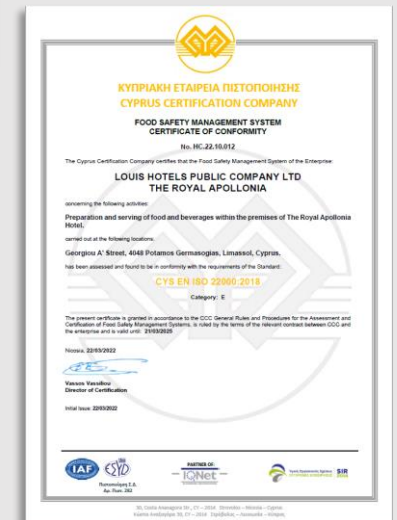 ΚΥΠΡΙΑΚΗ ΕΤΑΙΡΕΙΑ ΠΙΣΤΟΠΟΙΗΣΗΣ
CYPRUS CERTIFICATION COMPANY
FOOD SAFETY MANAGEMENT SYSTEM
CERTIFICATE OF CONFORMITY
No. HC.22.10.012
The Cyprus Certification Company certifies that the Food Safety Management System of the Enterprise:
LOUIS HOTELS PUBLIC COMPANY LTD
THE ROYAL APOLLONIA
concerning the following activities:
Preparation and serving of food and beverages within the premises of The Royal Apollonia
Hotel.
carried out at the following locations:
Georgiou A' Street, 4048 Potamos Germasogias, Limassol, Cyprus.
has been assessed and found to be in conformity with the requirements of the Standard:
CYS EN ISO 22000:2018
Category: E
The present certificate is granted in accordance to the CCC General Rules and Procedures for the Assessment and
Certification of Food Safety Management Systems, is ruled by the terms of the relevant contract between CCC and
the enterprise and is valid until: 21/03/2025
Nicosia, 22/03/2022
Vassos Vassiliou
Director of Certification
Initial Issue: 22/03/2022
IAF
ΕΣΥΔ
Πιστοποίηση Σ.Δ.
Αρ. Πιστ. 282
PARTNER OF:
IQNet
SIR